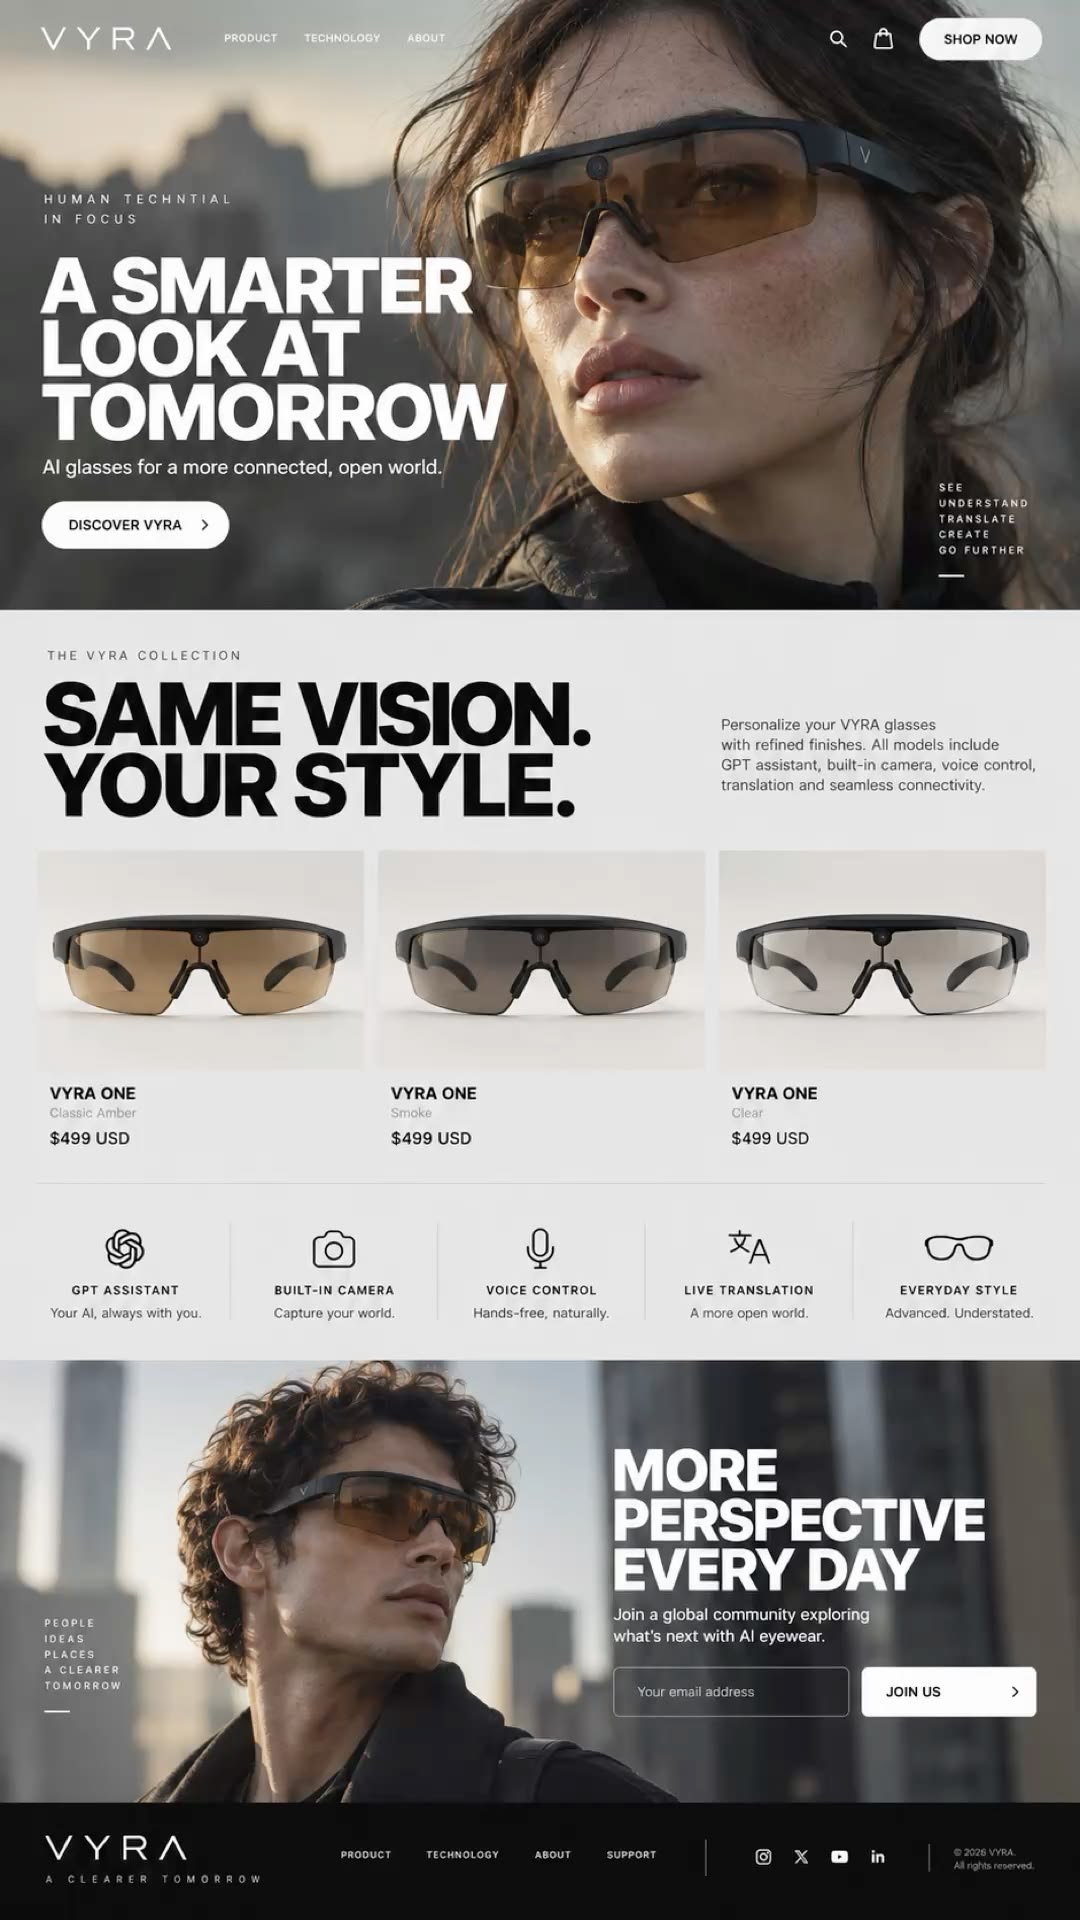 VYRA
PRODUCT TECHNOLOGY ABOUT
SHOP NOW
V
HUMAN TECHNTIAL
IN FOCUS
A SMARTER
LOOK AT
TOMORROW
AI glasses for a more connected, open world.
DISCOVER VYRA
SEE
UNDERSTAND
TRANSLATE
CREATE
GO FURTHER
THE VYRA COLLECTION
SAME VISION.
YOUR STYLE.
Personalize your VYRA glasses
with refined finishes. All models include
GPT assistant, built-in camera, voice control,
translation and seamless connectivity.
VYRA ONE
Classic Amber
$499 USD
VYRA ONE
Smoke
$499 USD
VYRA ONE
Clear
$499 USD
文A
GPT ASSISTANT
Your AI, always with you.
BUILT-IN CAMERA
Capture your world.
VOICE CONTROL
Hands-free, naturally.
LIVE TRANSLATION
A more open world.
EVERYDAY STYLE
Advanced. Understated.
V
PEOPLE
IDEAS
PLACES
A CLEARER
TOMORROW
MORE
PERSPECTIVE
EVERY DAY
Join a global community exploring
what's next with AI eyewear.
Your email address
JOIN US
VYRA
A CLEARER TOMORROW
PRODUCT TECHNOLOGY ABOUT SUPPORT
X
in
© 2026 VYRA.
All rights reserved.